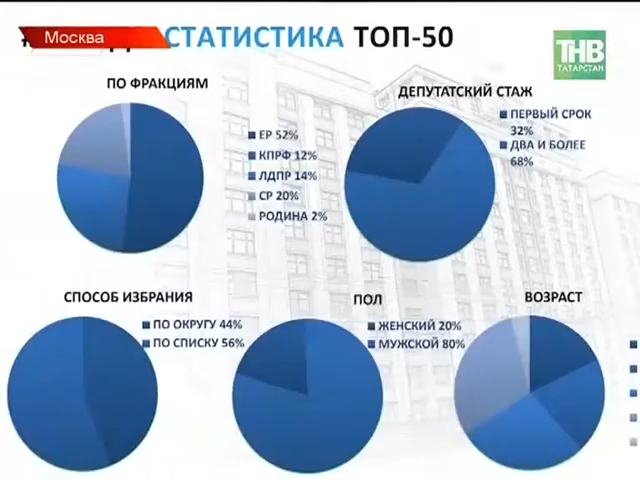 Москва
СТАТИСТИКА ТОП-50
ТНВ
ТАТАРСТАН
ПО ФРАКЦИЯМ
ЕР 52%
КПРФ 12%
ЛДПР 14%
СР 20%
РОДИНА 2%
ДЕПУТАТСКИЙ СТАЖ
ПЕРВЫЙ СРОК
32%
ДВА И БОЛЕЕ
68%
СПОСОБ ИЗБРАНИЯ
ПО ОКРУГУ 44%
ПО СПИСКУ 56%
ПОЛ
ЖЕНСКИЙ 20%
МУЖСКОЙ 80%
ВОЗРАСТ